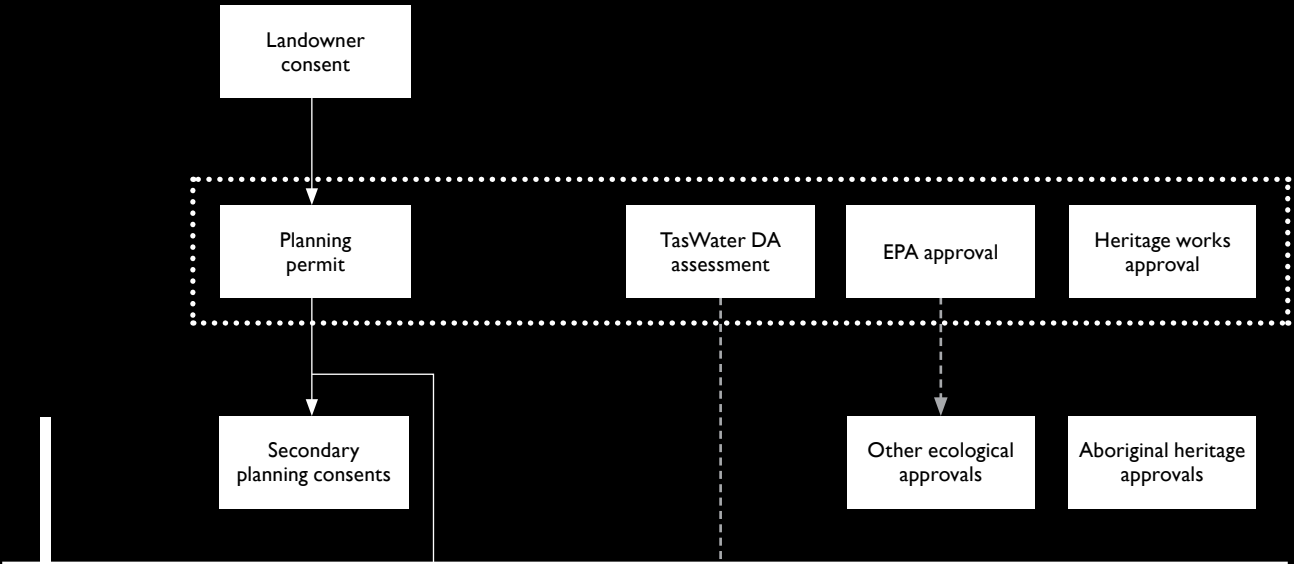 Landowner
consent
Planning
permit
TasWater DA
assessment
EPA approval
Heritage works
approval
Secondary
planning consents
Other ecological
approvals
Aboriginal heritage
approvals